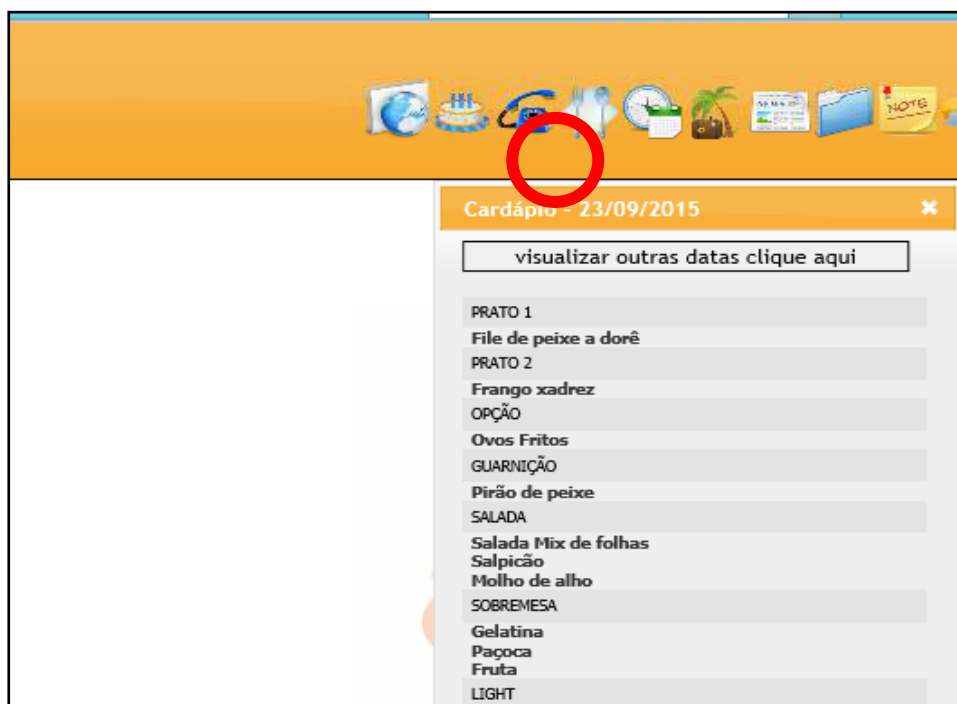 NEWS
NOTE
Cardápio - 23/09/2015
visualizar outras datas clique aqui
PRATO 1
File de peixe a dorê
PRATO 2
Frango xadrez
OPÇÃO
Ovos Fritos
GUARNIÇÃO
Pirão de peixe
SALADA
Salada Mix de folhas
Salpicão
Molho de alho
SOBREMESA
Gelatina
Paçoca
Fruta
LIGHT